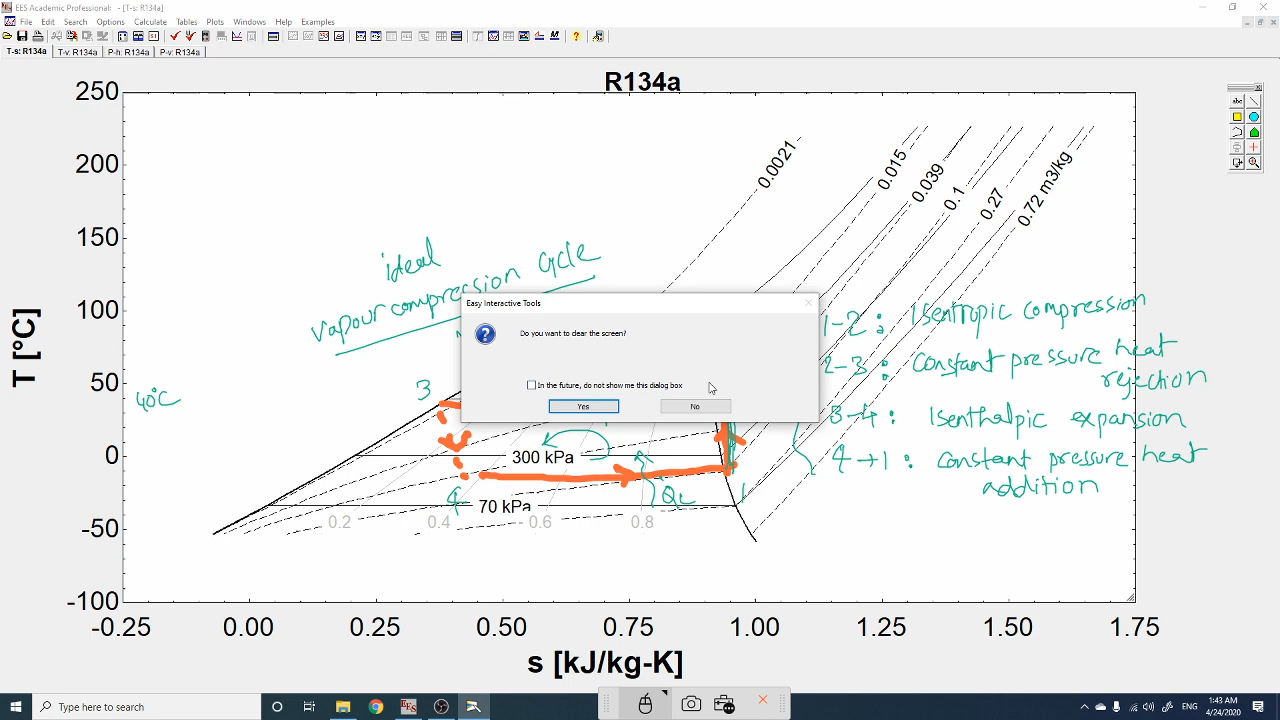 EES Academic Professional: - [T-s: R134a]
File Edit Search Options Calculate Tables Plots Windows Help Examples
T-s: R134a T-v: R134a P-h: R134a P-v: R134a
R134a
250
200
150
100
50
0
-50
-100
T [°C]
-0.25 0.00 0.25 0.50 0.75 1.00 1.25 1.50 1.75
s [kJ/kg-K]
0.0021
0.015
0.039
0.1
0.27
0.72 m3/kg
300 kPa
70 kPa
0.2 0.4 0.6 0.8
ideal
vapour compression cycle
40°C
3
4
QL
1
1-2 : Isentropic compression
2-3 : Constant pressure heat
rejection
3-4 : Isenthalpic expansion
4→1 : Constant pressure heat
addition
Easy Interactive Tools
Do you want to clear the screen?
In the future, do not show me this dialog box
Yes No
abc
Type here to search
ENG
1:43 AM
4/24/2020